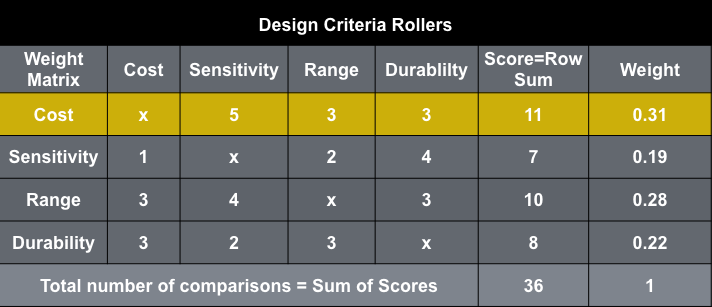 Design Criteria Rollers
Weight Matrix Cost Sensitivity Range Durablilty Score=Row Sum Weight
Cost x 5 3 3 11 0.31
Sensitivity 1 x 2 4 7 0.19
Range 3 4 x 3 10 0.28
Durability 3 2 3 x 8 0.22
Total number of comparisons = Sum of Scores 36 1